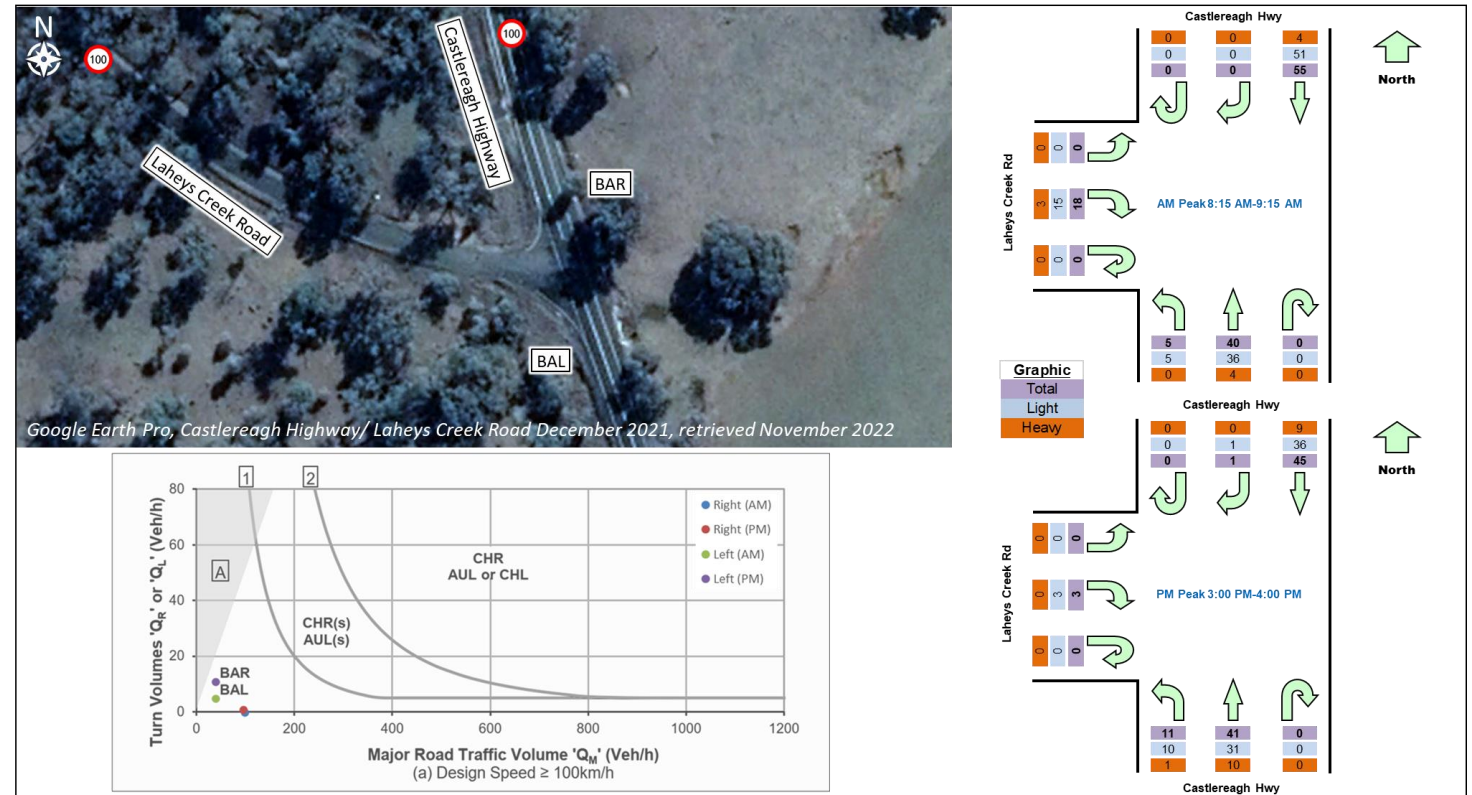 N
100
100
Castlereagh Highway
Laheys Creek Road
BAR
BAL
Google Earth Pro, Castlereagh Highway/ Laheys Creek Road December 2021, retrieved November 2022
1
2
80
60
40
20
0
Turn Volumes 'QR' or 'QL' (Veh/h)
A
BAR
BAL
CHR(s)
AUL(s)
CHR
AUL or CHL
Right (AM)
Right (PM)
Left (AM)
Left (PM)
0 200 400 600 800 1000 1200
Major Road Traffic Volume 'QM' (Veh/h)
(a) Design Speed ≥ 100km/h
Castlereagh Hwy
0 0 4
0 0 51
0 0 55
North
Laheys Creek Rd
0 0 0
3 15 18
0 0 0
AM Peak 8:15 AM-9:15 AM
5 40 0
5 36 0
0 4 0
Castlereagh Hwy
Graphic
Total
Light
Heavy
0 0 9
0 1 36
0 1 45
North
Laheys Creek Rd
0 0 0
0 3 3
0 0 0
PM Peak 3:00 PM-4:00 PM
11 41 0
10 31 0
1 10 0
Castlereagh Hwy